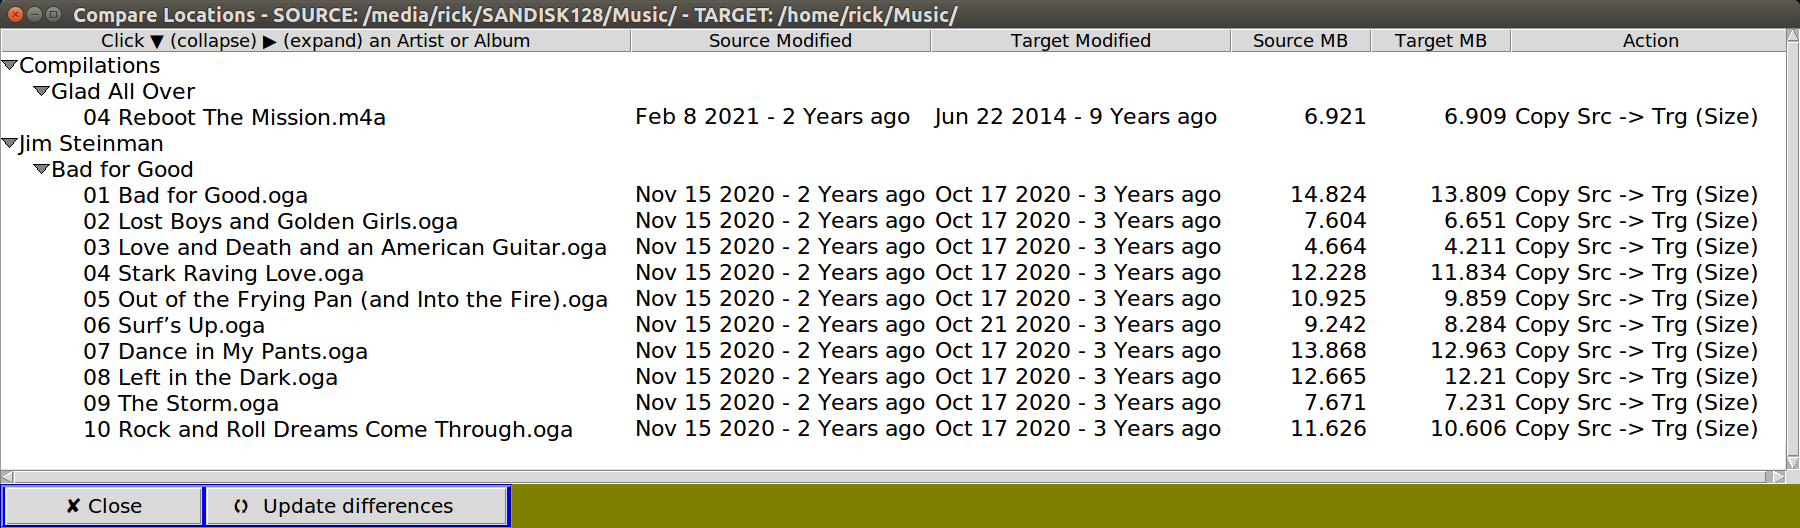 Compare Locations - SOURCE: /media/rick/SANDISK128/Music/ - TARGET: /home/rick/Music/
Click ▼ (collapse) ▶ (expand) an Artist or Album Source Modified Target Modified Source MB Target MB Action
Compilations
Glad All Over
04 Reboot The Mission.m4a Feb 8 2021 - 2 Years ago Jun 22 2014 - 9 Years ago 6.921 6.909 Copy Src -> Trg (Size)
Jim Steinman
Bad for Good
01 Bad for Good.oga Nov 15 2020 - 2 Years ago Oct 17 2020 - 3 Years ago 14.824 13.809 Copy Src -> Trg (Size)
02 Lost Boys and Golden Girls.oga Nov 15 2020 - 2 Years ago Oct 17 2020 - 3 Years ago 7.604 6.651 Copy Src -> Trg (Size)
03 Love and Death and an American Guitar.oga Nov 15 2020 - 2 Years ago Oct 17 2020 - 3 Years ago 4.664 4.211 Copy Src -> Trg (Size)
04 Stark Raving Love.oga Nov 15 2020 - 2 Years ago Oct 17 2020 - 3 Years ago 12.228 11.834 Copy Src -> Trg (Size)
05 Out of the Frying Pan (and Into the Fire).oga Nov 15 2020 - 2 Years ago Oct 17 2020 - 3 Years ago 10.925 9.859 Copy Src -> Trg (Size)
06 Surf’s Up.oga Nov 15 2020 - 2 Years ago Oct 21 2020 - 3 Years ago 9.242 8.284 Copy Src -> Trg (Size)
07 Dance in My Pants.oga Nov 15 2020 - 2 Years ago Oct 17 2020 - 3 Years ago 13.868 12.963 Copy Src -> Trg (Size)
08 Left in the Dark.oga Nov 15 2020 - 2 Years ago Oct 17 2020 - 3 Years ago 12.665 12.21 Copy Src -> Trg (Size)
09 The Storm.oga Nov 15 2020 - 2 Years ago Oct 17 2020 - 3 Years ago 7.671 7.231 Copy Src -> Trg (Size)
10 Rock and Roll Dreams Come Through.oga Nov 15 2020 - 2 Years ago Oct 17 2020 - 3 Years ago 11.626 10.606 Copy Src -> Trg (Size)
✘ Close Update differences